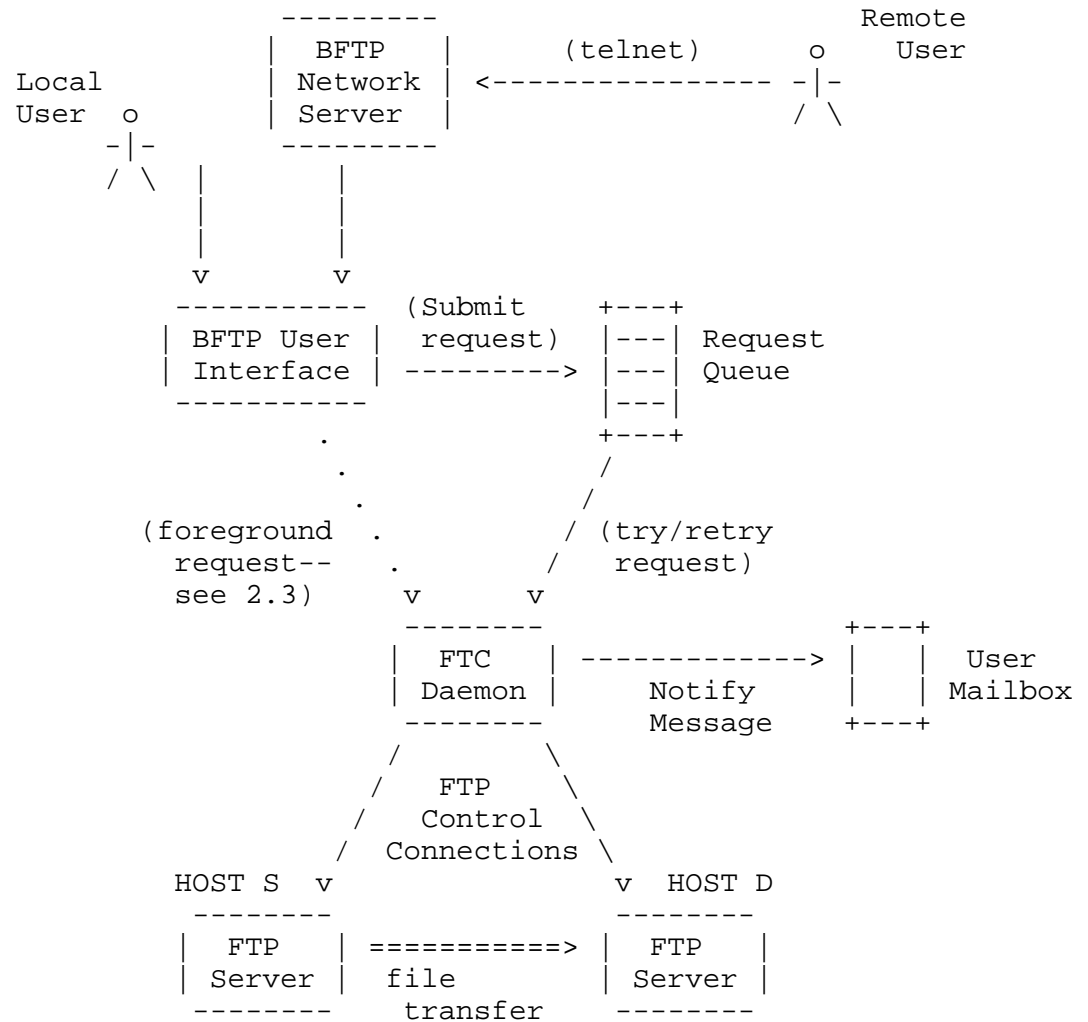 Remote
BFTP (telnet) o User
Local Network <---------------- -|-
User o Server / \
-|-
/ \
v v
(Submit
BFTP User request) |---| Request
Interface ---------> |---| Queue
|---|
(foreground (try/retry
request-- request)
see 2.3) v v
FTC -------------> User
Daemon Notify Mailbox
Message
FTP
Control
Connections
HOST S v v HOST D
FTP ===========> FTP
Server file Server
transfer